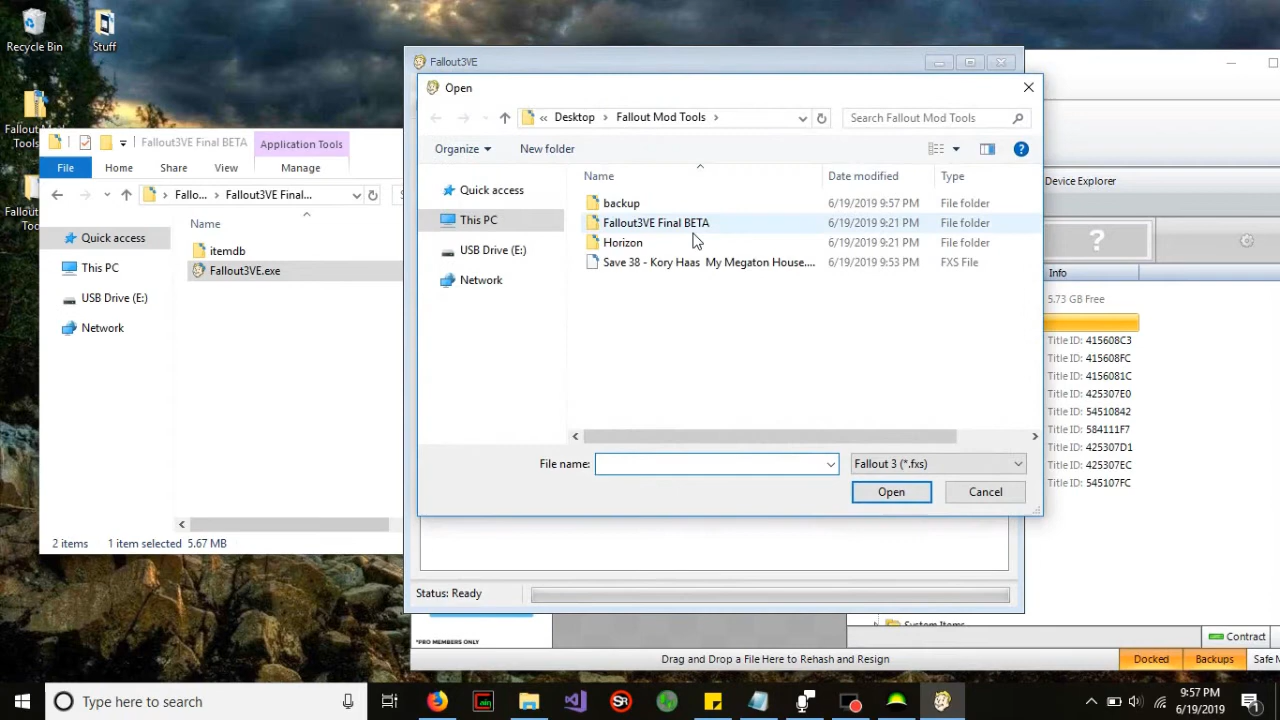 Recycle Bin
Stuff
Fallout Mod
Tools
Fallout3VE Final BETA
Application Tools
File
Home
Share
View
Manage
Fallo...
Fallout3VE Final...
Name
Quick access
This PC
USB Drive (E:)
Network
itemdb
Fallout3VE.exe
2 items
1 item selected 5.67 MB
Fallout3VE
Open
«
Desktop
Fallout Mod Tools
Search Fallout Mod Tools
Organize
New folder
Name
Date modified
Type
Quick access
This PC
USB Drive (E:)
Network
backup 6/19/2019 9:57 PM File folder
Fallout3VE Final BETA 6/19/2019 9:21 PM File folder
Horizon 6/19/2019 9:21 PM File folder
Save 38 - Kory Haas My Megaton House.... 6/19/2019 9:53 PM FXS File
File name:
Fallout 3 (*.fxs)
Open
Cancel
Status: Ready
Device Explorer
?
Info
5.73 GB Free
Title ID: 415608C3
Title ID: 415608FC
Title ID: 4156081C
Title ID: 425307E0
Title ID: 54510842
Title ID: 584111F7
Title ID: 425307D1
Title ID: 425307EC
Title ID: 545107FC
System Items
Contract
*PRO MEMBERS ONLY
Drag and Drop a File Here to Rehash and Resign
Docked
Backups
Type here to search
9:57 PM
6/19/2019